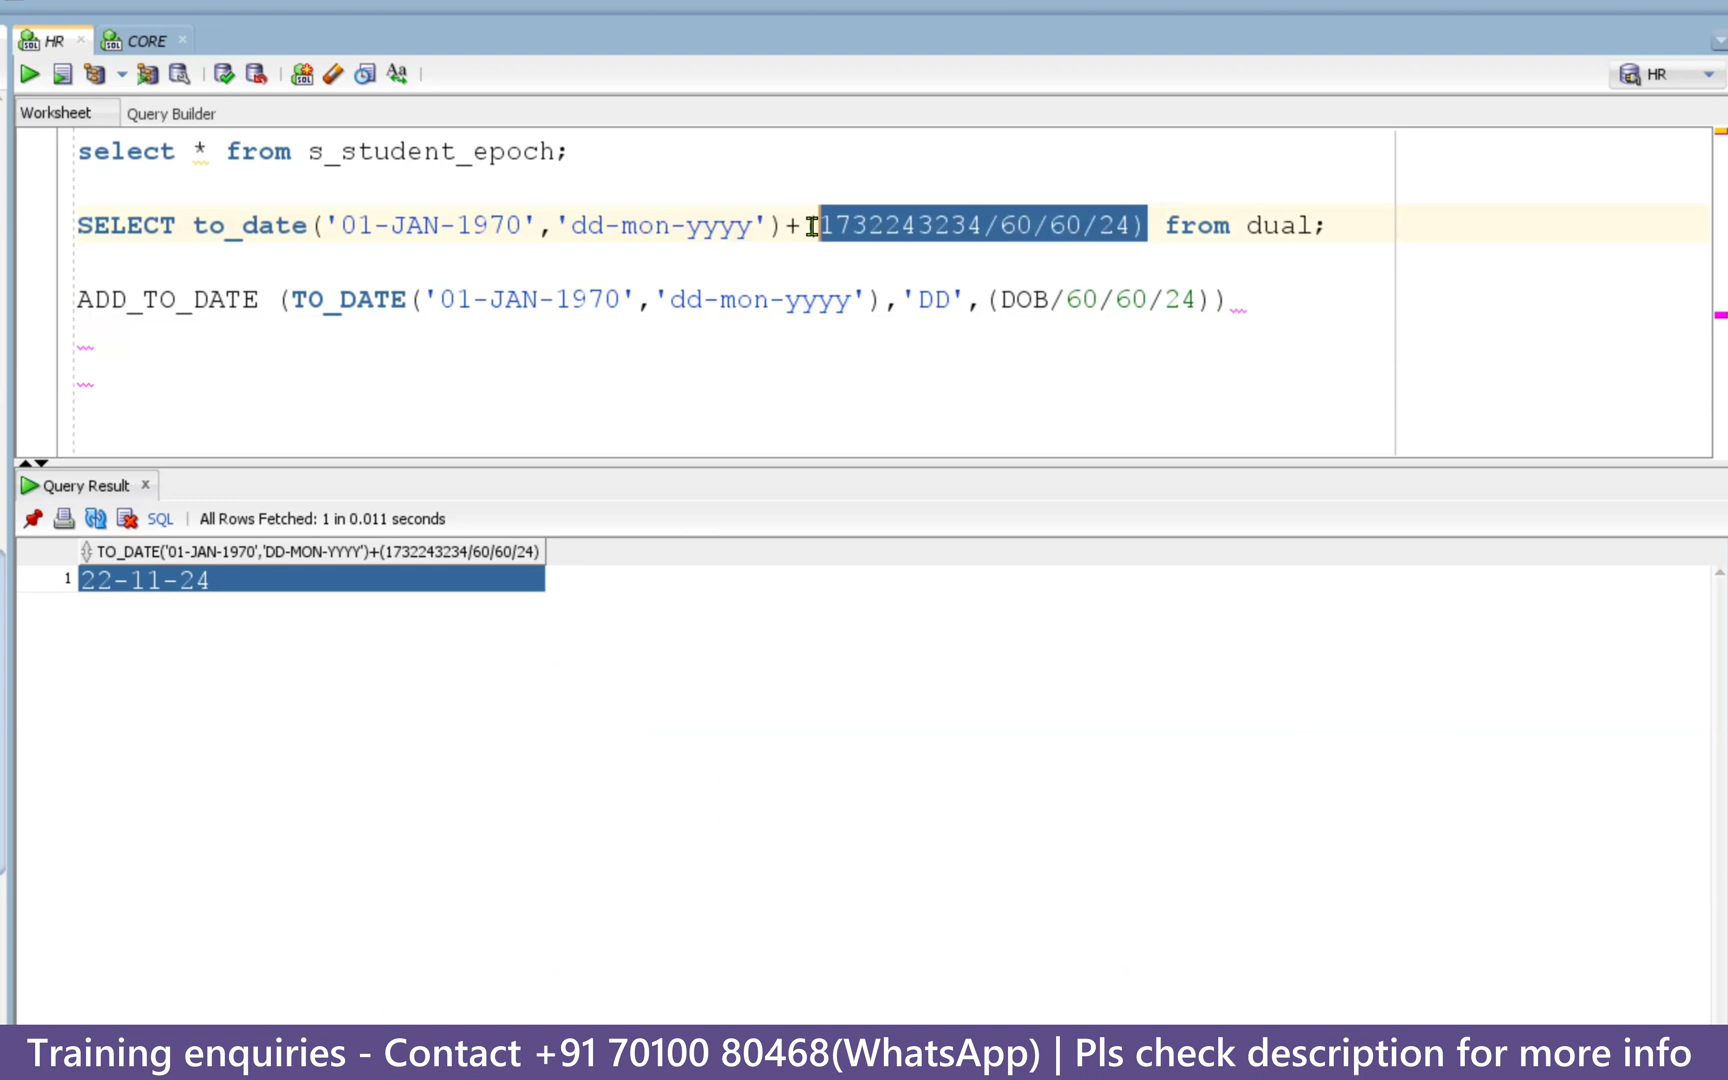 HR
CORE
HR
Worksheet
Query Builder
select * from s_student_epoch;
SELECT to_date('01-JAN-1970','dd-mon-yyyy')+(1732243234/60/60/24) from dual;
ADD_TO_DATE (TO_DATE('01-JAN-1970','dd-mon-yyyy'),'DD',(DOB/60/60/24))
Query Result
SQL | All Rows Fetched: 1 in 0.011 seconds
TO_DATE('01-JAN-1970','DD-MON-YYYY')+(1732243234/60/60/24)
1 22-11-24
Training enquiries - Contact +91 70100 80468(WhatsApp) | Pls check description for more info